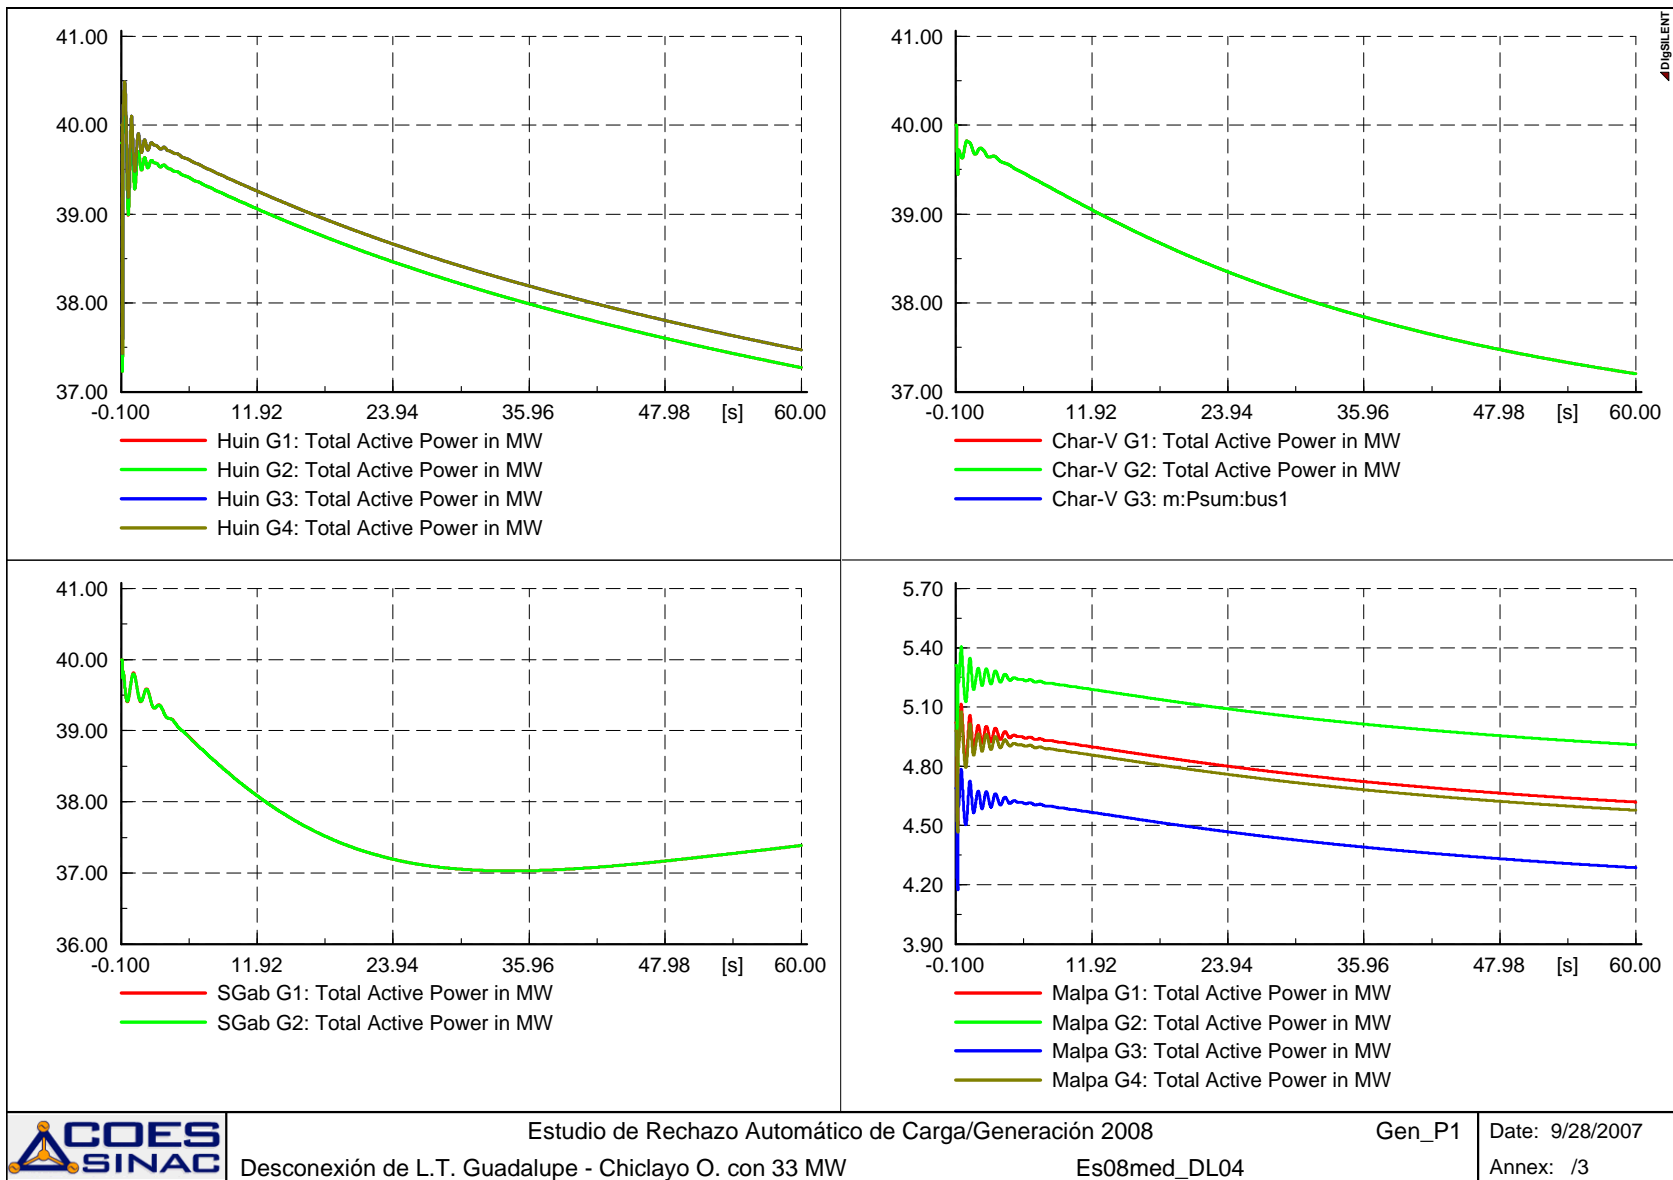 41.00
40.00
39.00
38.00
37.00
-0.100 11.92 23.94 35.96 47.98 [s] 60.00
Huin G1: Total Active Power in MW
Huin G2: Total Active Power in MW
Huin G3: Total Active Power in MW
Huin G4: Total Active Power in MW
41.00
40.00
39.00
38.00
37.00
-0.100 11.92 23.94 35.96 47.98 [s] 60.00
Char-V G1: Total Active Power in MW
Char-V G2: Total Active Power in MW
Char-V G3: m:Psum:bus1
DIgSILENT
41.00
40.00
39.00
38.00
37.00
36.00
-0.100 11.92 23.94 35.96 47.98 [s] 60.00
SGab G1: Total Active Power in MW
SGab G2: Total Active Power in MW
5.70
5.40
5.10
4.80
4.50
4.20
3.90
-0.100 11.92 23.94 35.96 47.98 [s] 60.00
Malpa G1: Total Active Power in MW
Malpa G2: Total Active Power in MW
Malpa G3: Total Active Power in MW
Malpa G4: Total Active Power in MW
COES
SINAC
Estudio de Rechazo Automático de Carga/Generación 2008 Gen_P1
Desconexión de L.T. Guadalupe - Chiclayo O. con 33 MW Es08med_DL04
Date: 9/28/2007
Annex: /3